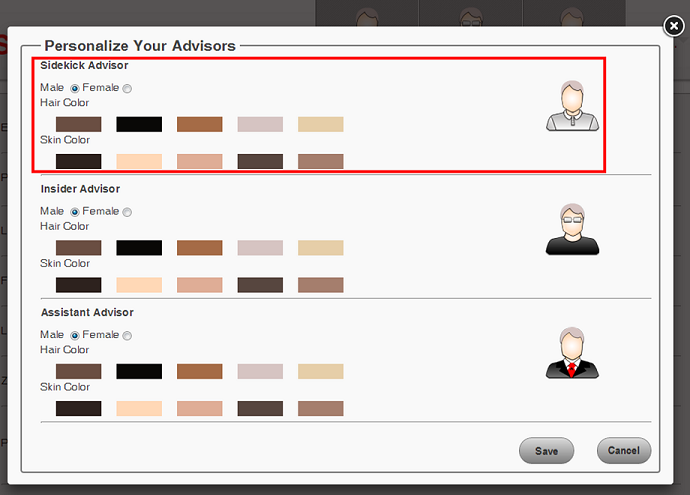 Personalize Your Advisors
Sidekick Advisor
Male Female
Hair Color
Skin Color
Insider Advisor
Male Female
Hair Color
Skin Color
Assistant Advisor
Male Female
Hair Color
Skin Color
Save Cancel